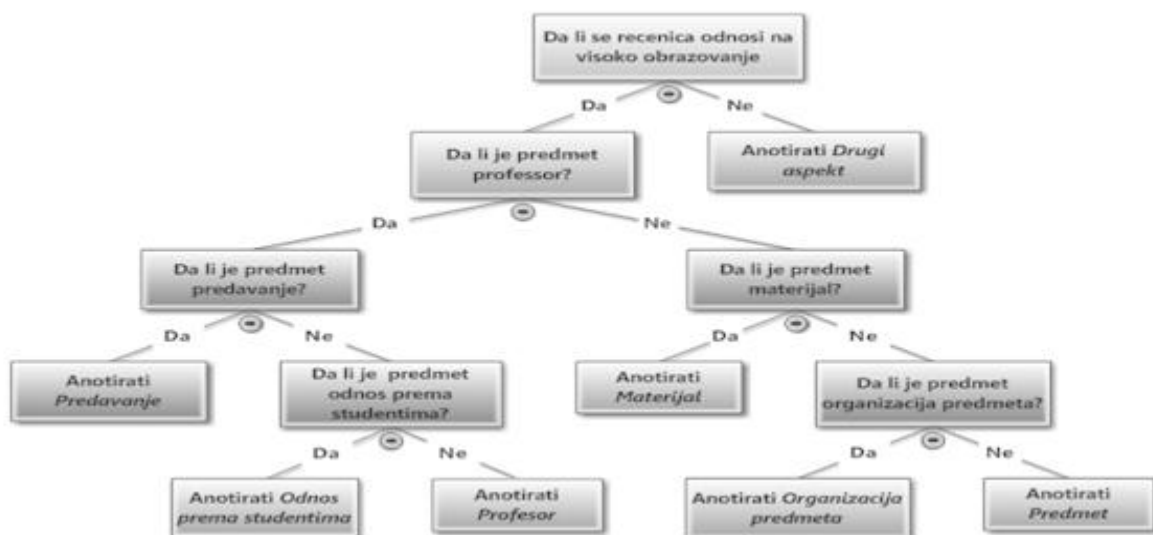 Da li se recenica odnosi na
visoko obrazovanje
Da
Ne
Da li je predmet
professor?
Anotirati Drugi
aspekt
Da
Ne
Da li je predmet
predavanje?
Da li je predmet
materijal?
Da
Ne
Da
Ne
Anotirati
Predavanje
Da li je predmet
odnos prema
studentima?
Anotirati
Materijal
Da li je predmet
organizacija predmeta?
Da
Ne
Da
Ne
Anotirati Odnos
prema studentima
Anotirati
Profesor
Anotirati Organizacija
predmeta
Anotirati
Predmet